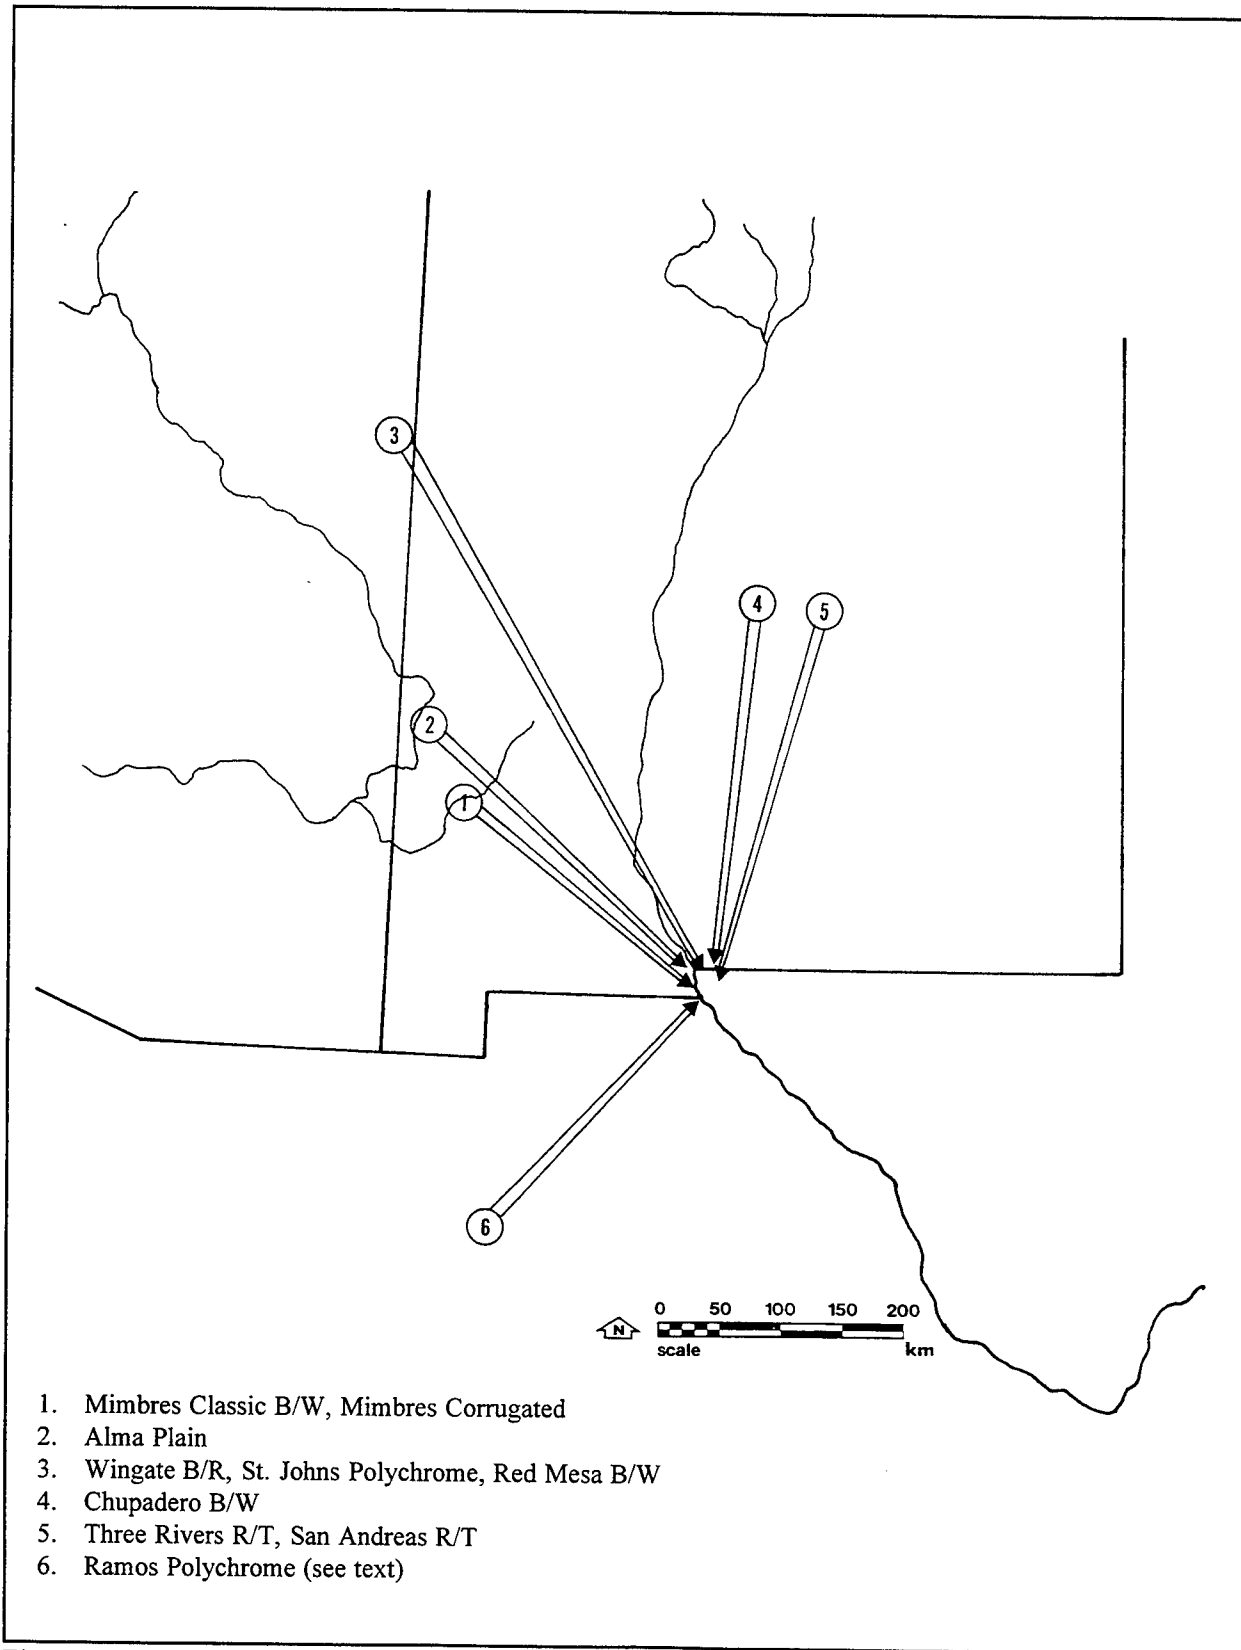 3
4
5
2
1
6
0 50 100 150 200
N
scale km
1. Mimbres Classic B/W, Mimbres Corrugated
2. Alma Plain
3. Wingate B/R, St. Johns Polychrome, Red Mesa B/W
4. Chupadero B/W
5. Three Rivers R/T, San Andreas R/T
6. Ramos Polychrome (see text)